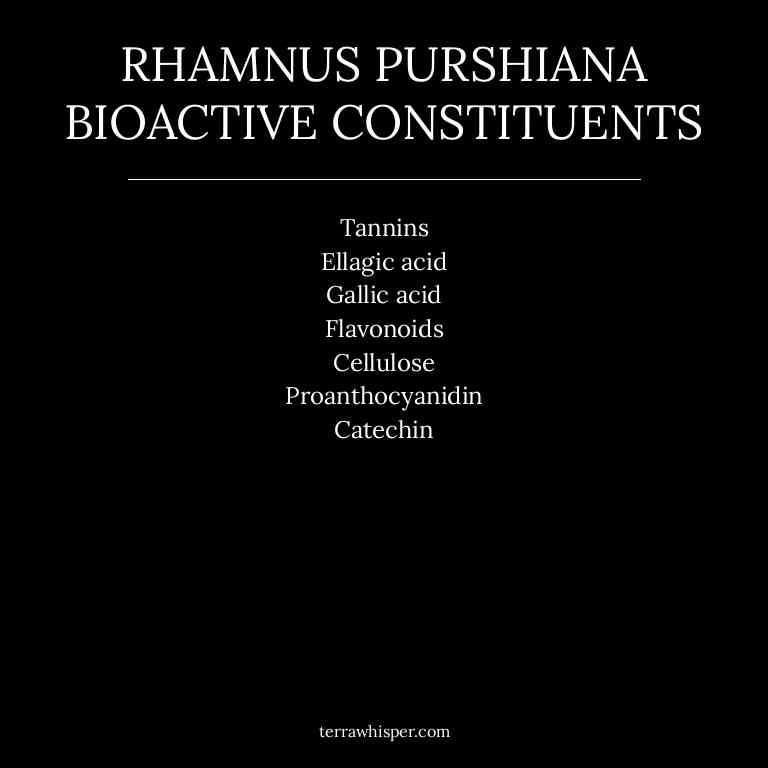 RHAMNUS PURSHIANA
BIOACTIVE CONSTITUENTS
Tannins
Ellagic acid
Gallic acid
Flavonoids
Cellulose
Proanthocyanidin
Catechin
terrawhisper.com